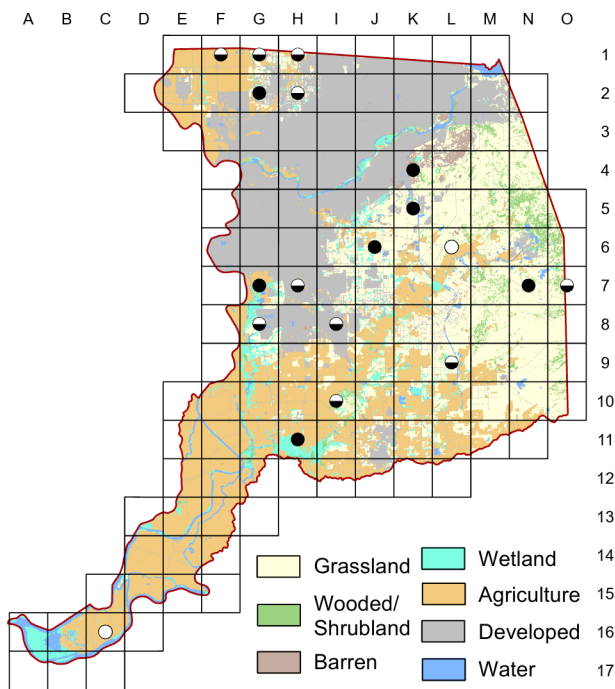 A B C D E F G H I J K L M N O
1
2
3
4
5
6
7
8
9
10
11
12
13
14
15
16
17
Grassland
Wooded/
Shrubland
Barren
Wetland
Agriculture
Developed
Water